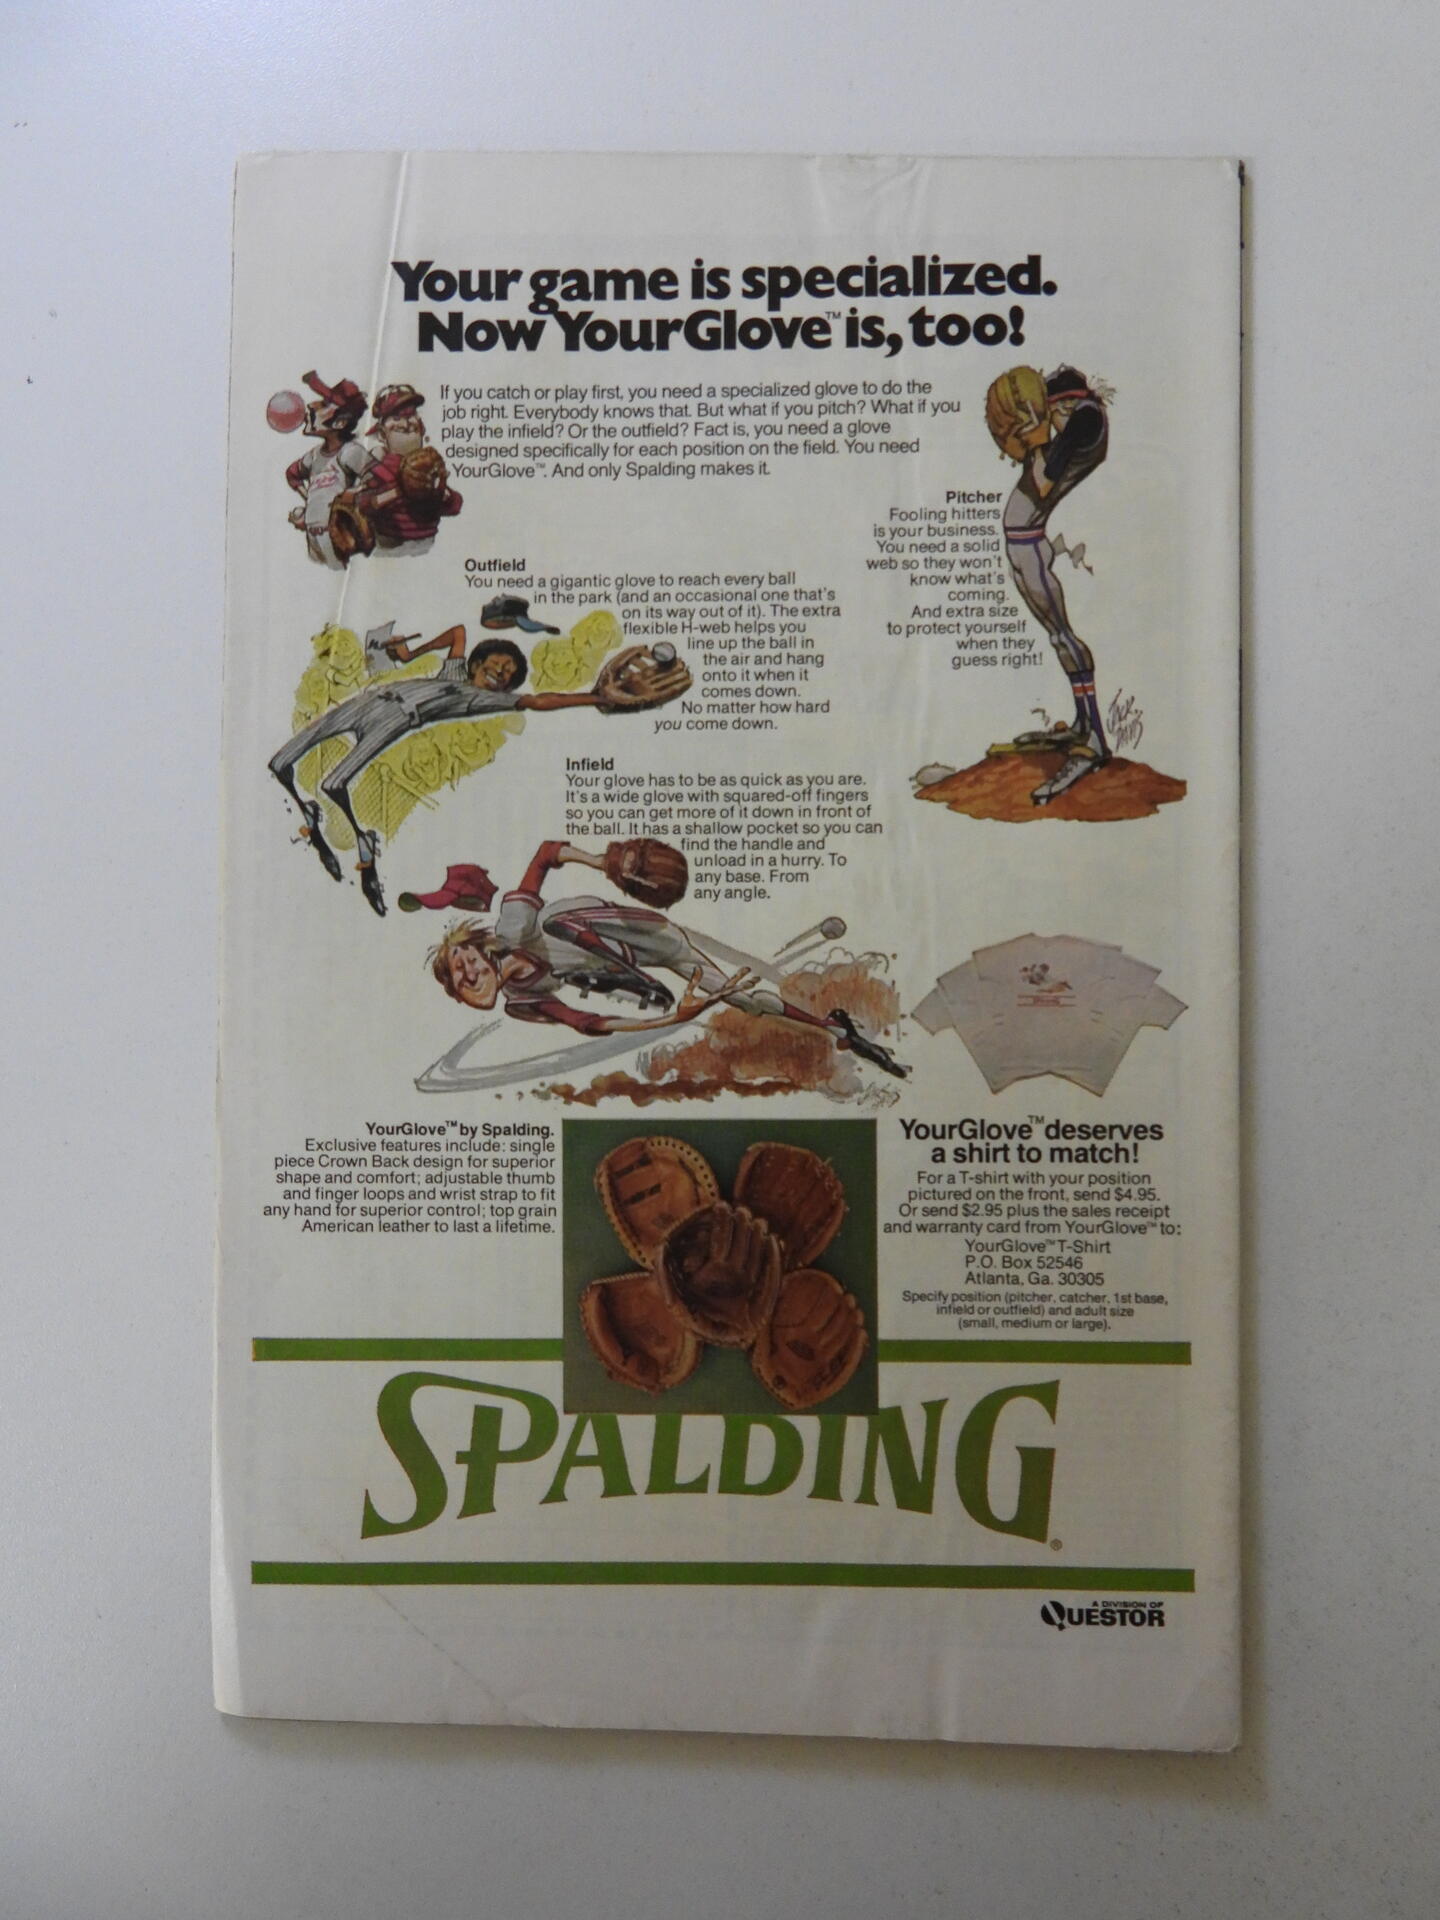 Your game is specialized.
Now YourGlove™ is, too!
If you catch or play first, you need a specialized glove to do the
job right. Everybody knows that. But what if you pitch? What if you
play the infield? Or the outfield? Fact is, you need a glove
designed specifically for each position on the field. You need
YourGlove™. And only Spalding makes it.
Pitcher
Fooling hitters
is your business.
You need a solid
web so they won't
know what's
coming.
And extra size
to protect yourself
when they
guess right!
Outfield
You need a gigantic glove to reach every ball
in the park (and an occasional one that's
on its way out of it). The extra
flexible H-web helps you
line up the ball in
the air and hang
onto it when it
comes down.
No matter how hard
you come down.
Jack
Davis
Infield
Your glove has to be as quick as you are.
It's a wide glove with squared-off fingers
so you can get more of it down in front of
the ball. It has a shallow pocket so you can
find the handle and
unload in a hurry. To
any base. From
any angle.
YourGlove™ by Spalding.
Exclusive features include: single
piece Crown Back design for superior
shape and comfort; adjustable thumb
and finger loops and wrist strap to fit
any hand for superior control; top grain
American leather to last a lifetime.
YourGlove™ deserves
a shirt to match!
For a T-shirt with your position
pictured on the front, send $4.95.
Or send $2.95 plus the sales receipt
and warranty card from YourGlove™ to:
YourGlove™ T-Shirt
P.O. Box 52546
Atlanta, Ga. 30305
Specify position (pitcher, catcher, 1st base,
infield or outfield) and adult size
(small, medium or large).
SPALDING®
A DIVISION OF
QUESTOR